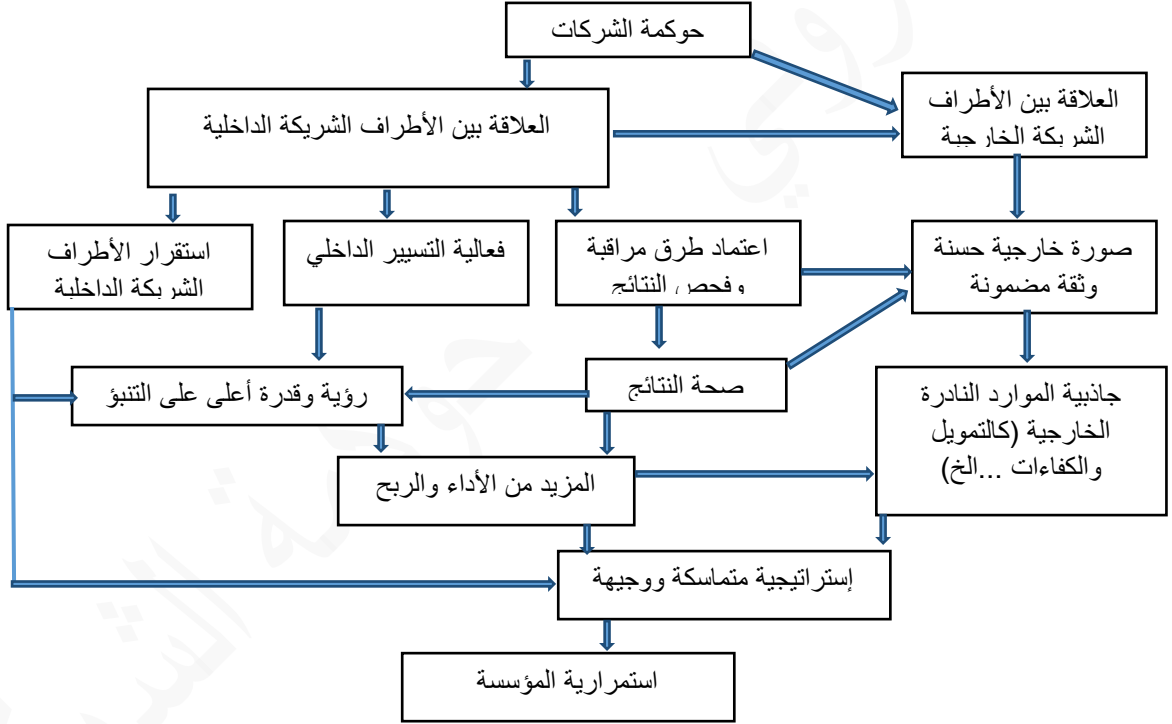 حوكمة الشركات
العلاقة بين الأطراف
الشريكة الخارجية
العلاقة بين الأطراف الشريكة الداخلية
استقرار الأطراف
الشريكة الداخلية
فعالية التسيير الداخلي
اعتماد طرق مراقبة
وفحص النتائج
صورة خارجية حسنة
وثقة مضمونة
رؤية وقدرة أعلى على التنبؤ
صحة النتائج
جاذبية الموارد النادرة
الخارجية (كالتمويل
والكفاءات ...الخ)
المزيد من الأداء والربح
إستراتيجية متماسكة ووجيهة
استمرارية المؤسسة